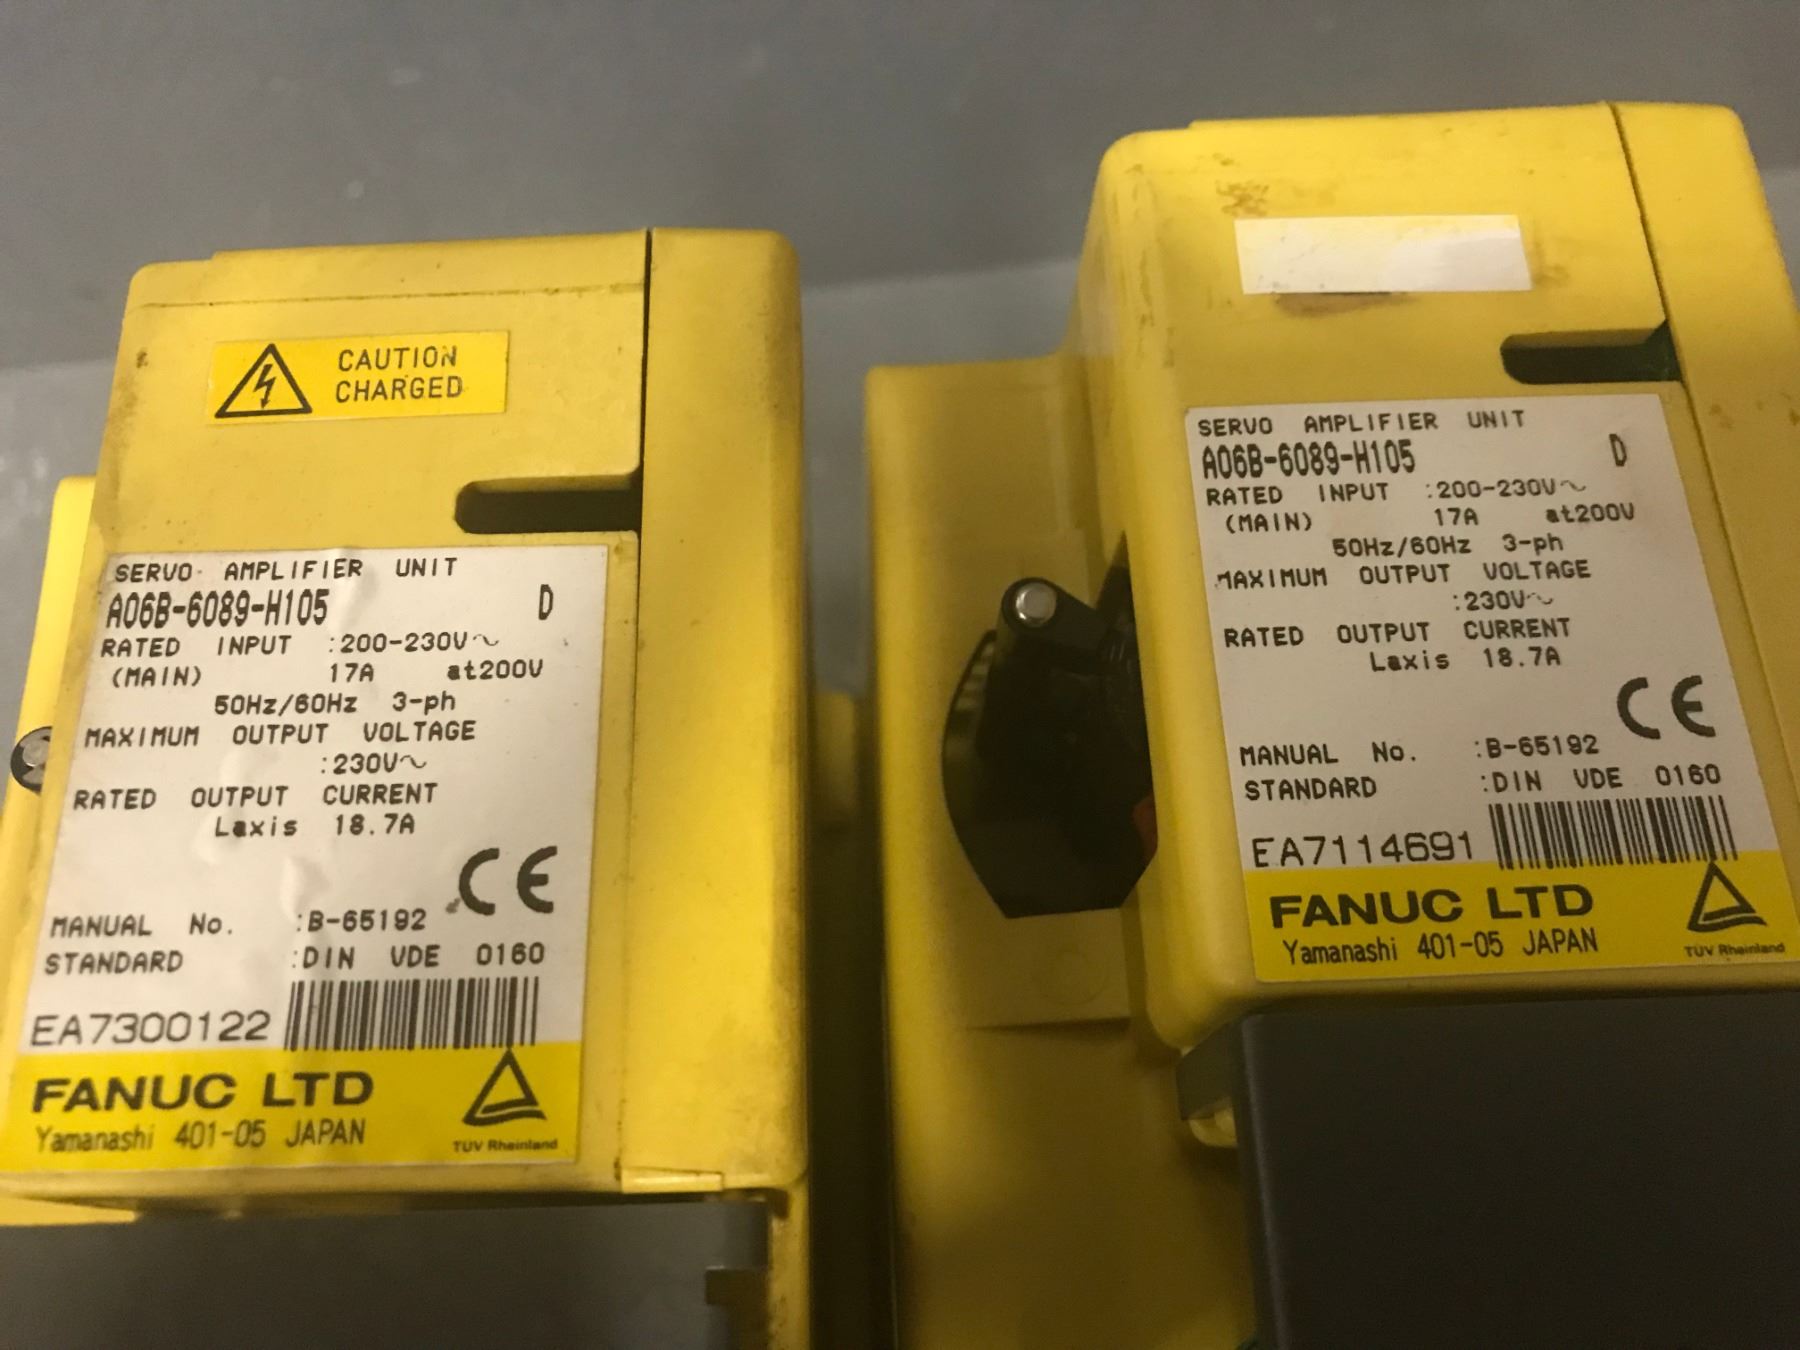 CAUTION
CHARGED
SERVO AMPLIFIER UNIT
A06B-6089-H105 D
RATED INPUT :200-230V~
(MAIN) 17A at200V
50Hz/60Hz 3-ph
MAXIMUM OUTPUT VOLTAGE
:230V~
RATED OUTPUT CURRENT
Laxis 18.7A
CE
MANUAL No. :B-65192
STANDARD :DIN VDE 0160
EA7300122
FANUC LTD
Yamanashi 401-05 JAPAN
TÜV Rheinland
SERVO AMPLIFIER UNIT
A06B-6089-H105 D
RATED INPUT :200-230V~
(MAIN) 17A at200V
50Hz/60Hz 3-ph
MAXIMUM OUTPUT VOLTAGE
:230V~
RATED OUTPUT CURRENT
Laxis 18.7A
CE
MANUAL No. :B-65192
STANDARD :DIN VDE 0160
EA7114691
FANUC LTD
Yamanashi 401-05 JAPAN
TÜV Rheinland